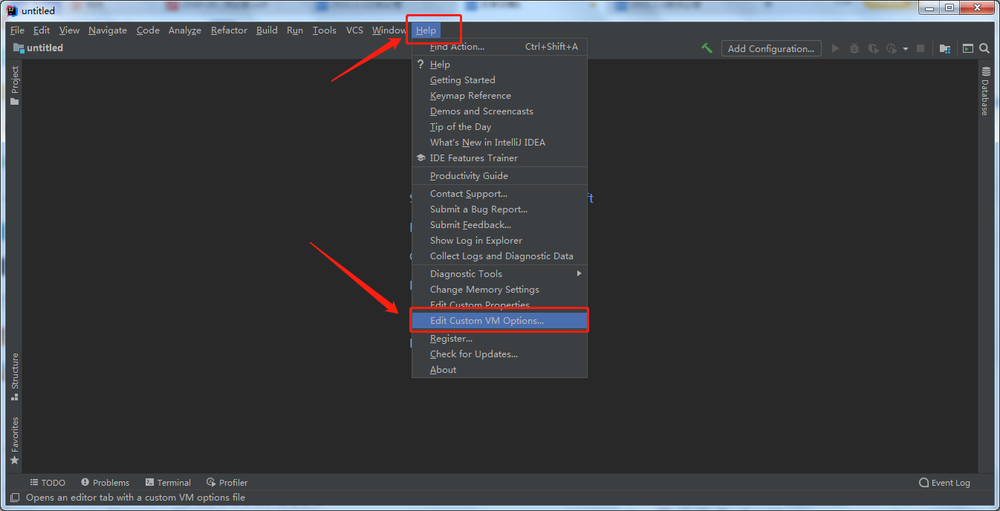 untitled
File Edit View Navigate Code Analyze Refactor Build Run Tools VCS Window Help
untitled
Add Configuration...
Find Action... Ctrl+Shift+A
? Help
Getting Started
Keymap Reference
Demos and Screencasts
Tip of the Day
What's New in IntelliJ IDEA
IDE Features Trainer
Productivity Guide
Contact Support...
Submit a Bug Report...
Submit Feedback...
Show Log in Explorer
Collect Logs and Diagnostic Data
Diagnostic Tools
Change Memory Settings
Edit Custom Properties
Edit Custom VM Options...
Register...
Check for Updates...
About
Project
Structure
Favorites
Database
TODO Problems Terminal Profiler Event Log
Opens an editor tab with a custom VM options file